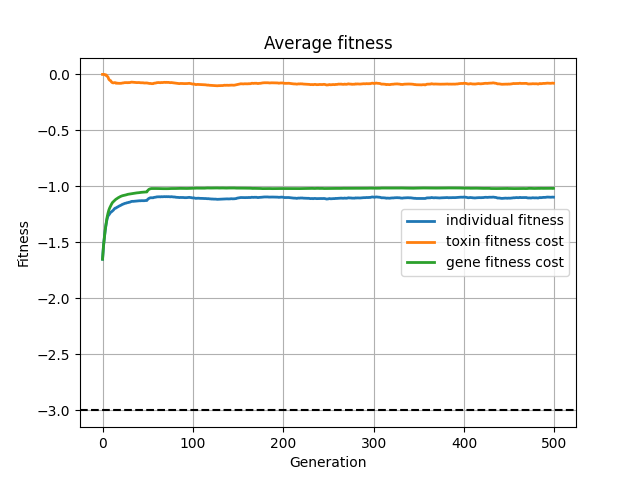 Average fitness
Fitness
0.0
−0.5
−1.0
−1.5
−2.0
−2.5
−3.0
individual fitness
toxin fitness cost
gene fitness cost
0 100 200 300 400 500
Generation